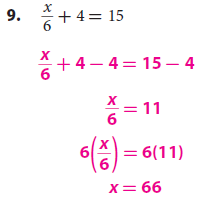 9. x/6 + 4 = 15
x/6 + 4 – 4 = 15 – 4
x/6 = 11
6(x/6) = 6(11)
x = 66